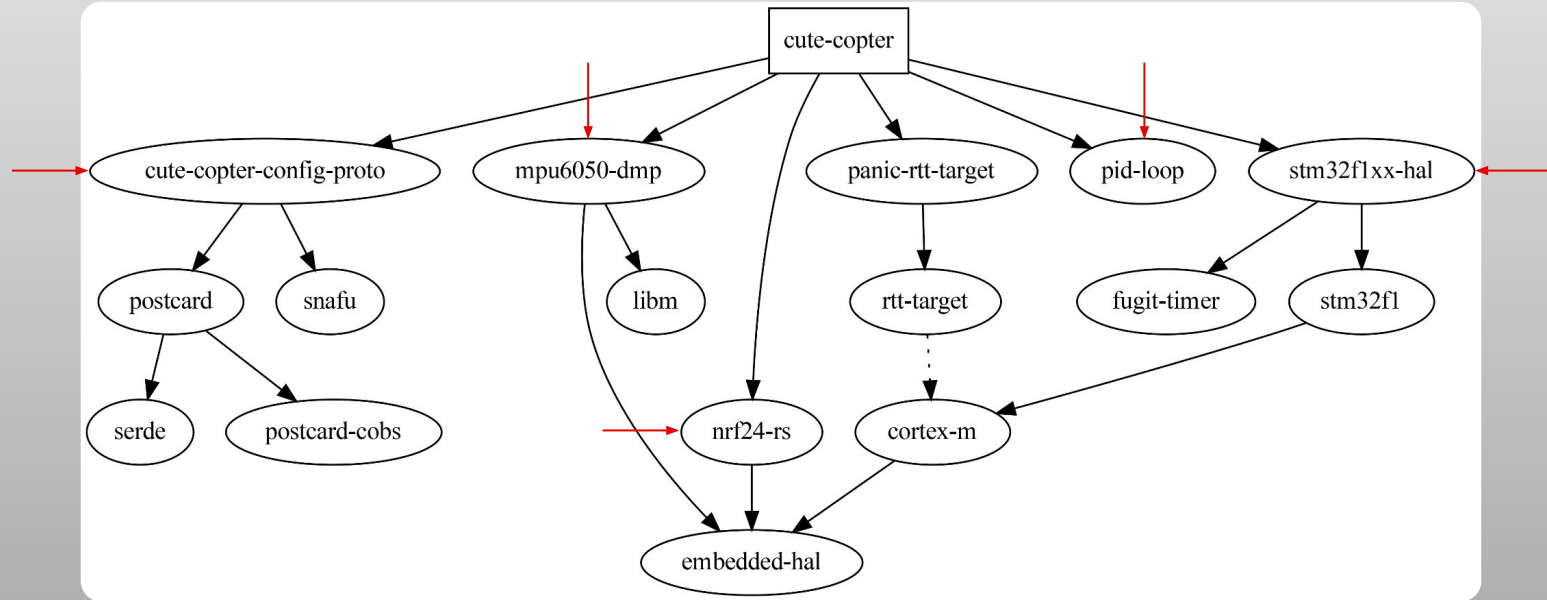 cute-copter
cute-copter-config-proto
mpu6050-dmp
panic-rtt-target
pid-loop
stm32f1xx-hal
postcard
snafu
libm
rtt-target
fugit-timer
stm32f1
serde
postcard-cobs
nrf24-rs
cortex-m
embedded-hal